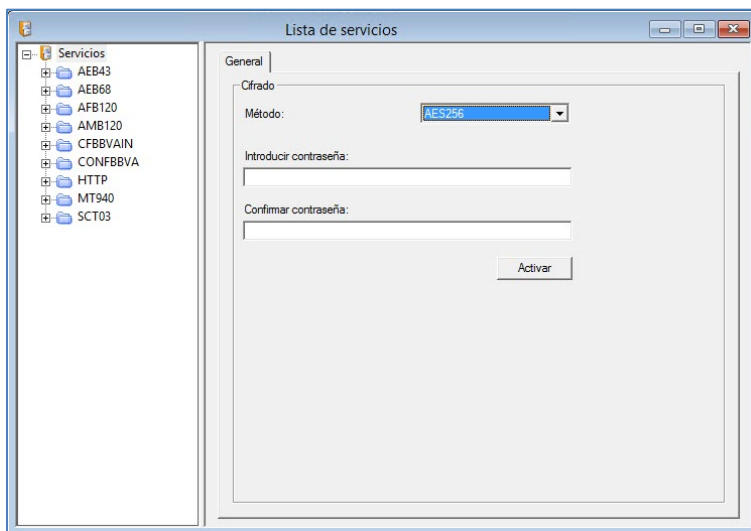 Lista de servicios
Servicios
AEB43
AEB68
AFB120
AMB120
CFBBVAIN
CONFBBVA
HTTP
MT940
SCT03
General
Cifrado
Método:
AES256
Introducir contraseña:
Confirmar contraseña:
Activar